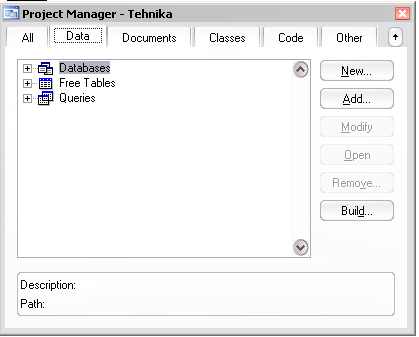 Project Manager - Tehnika
All Data Documents Classes Code Other
Databases
Free Tables
Queries
New...
Add...
Modify
Open
Remove...
Build...
Description:
Path: